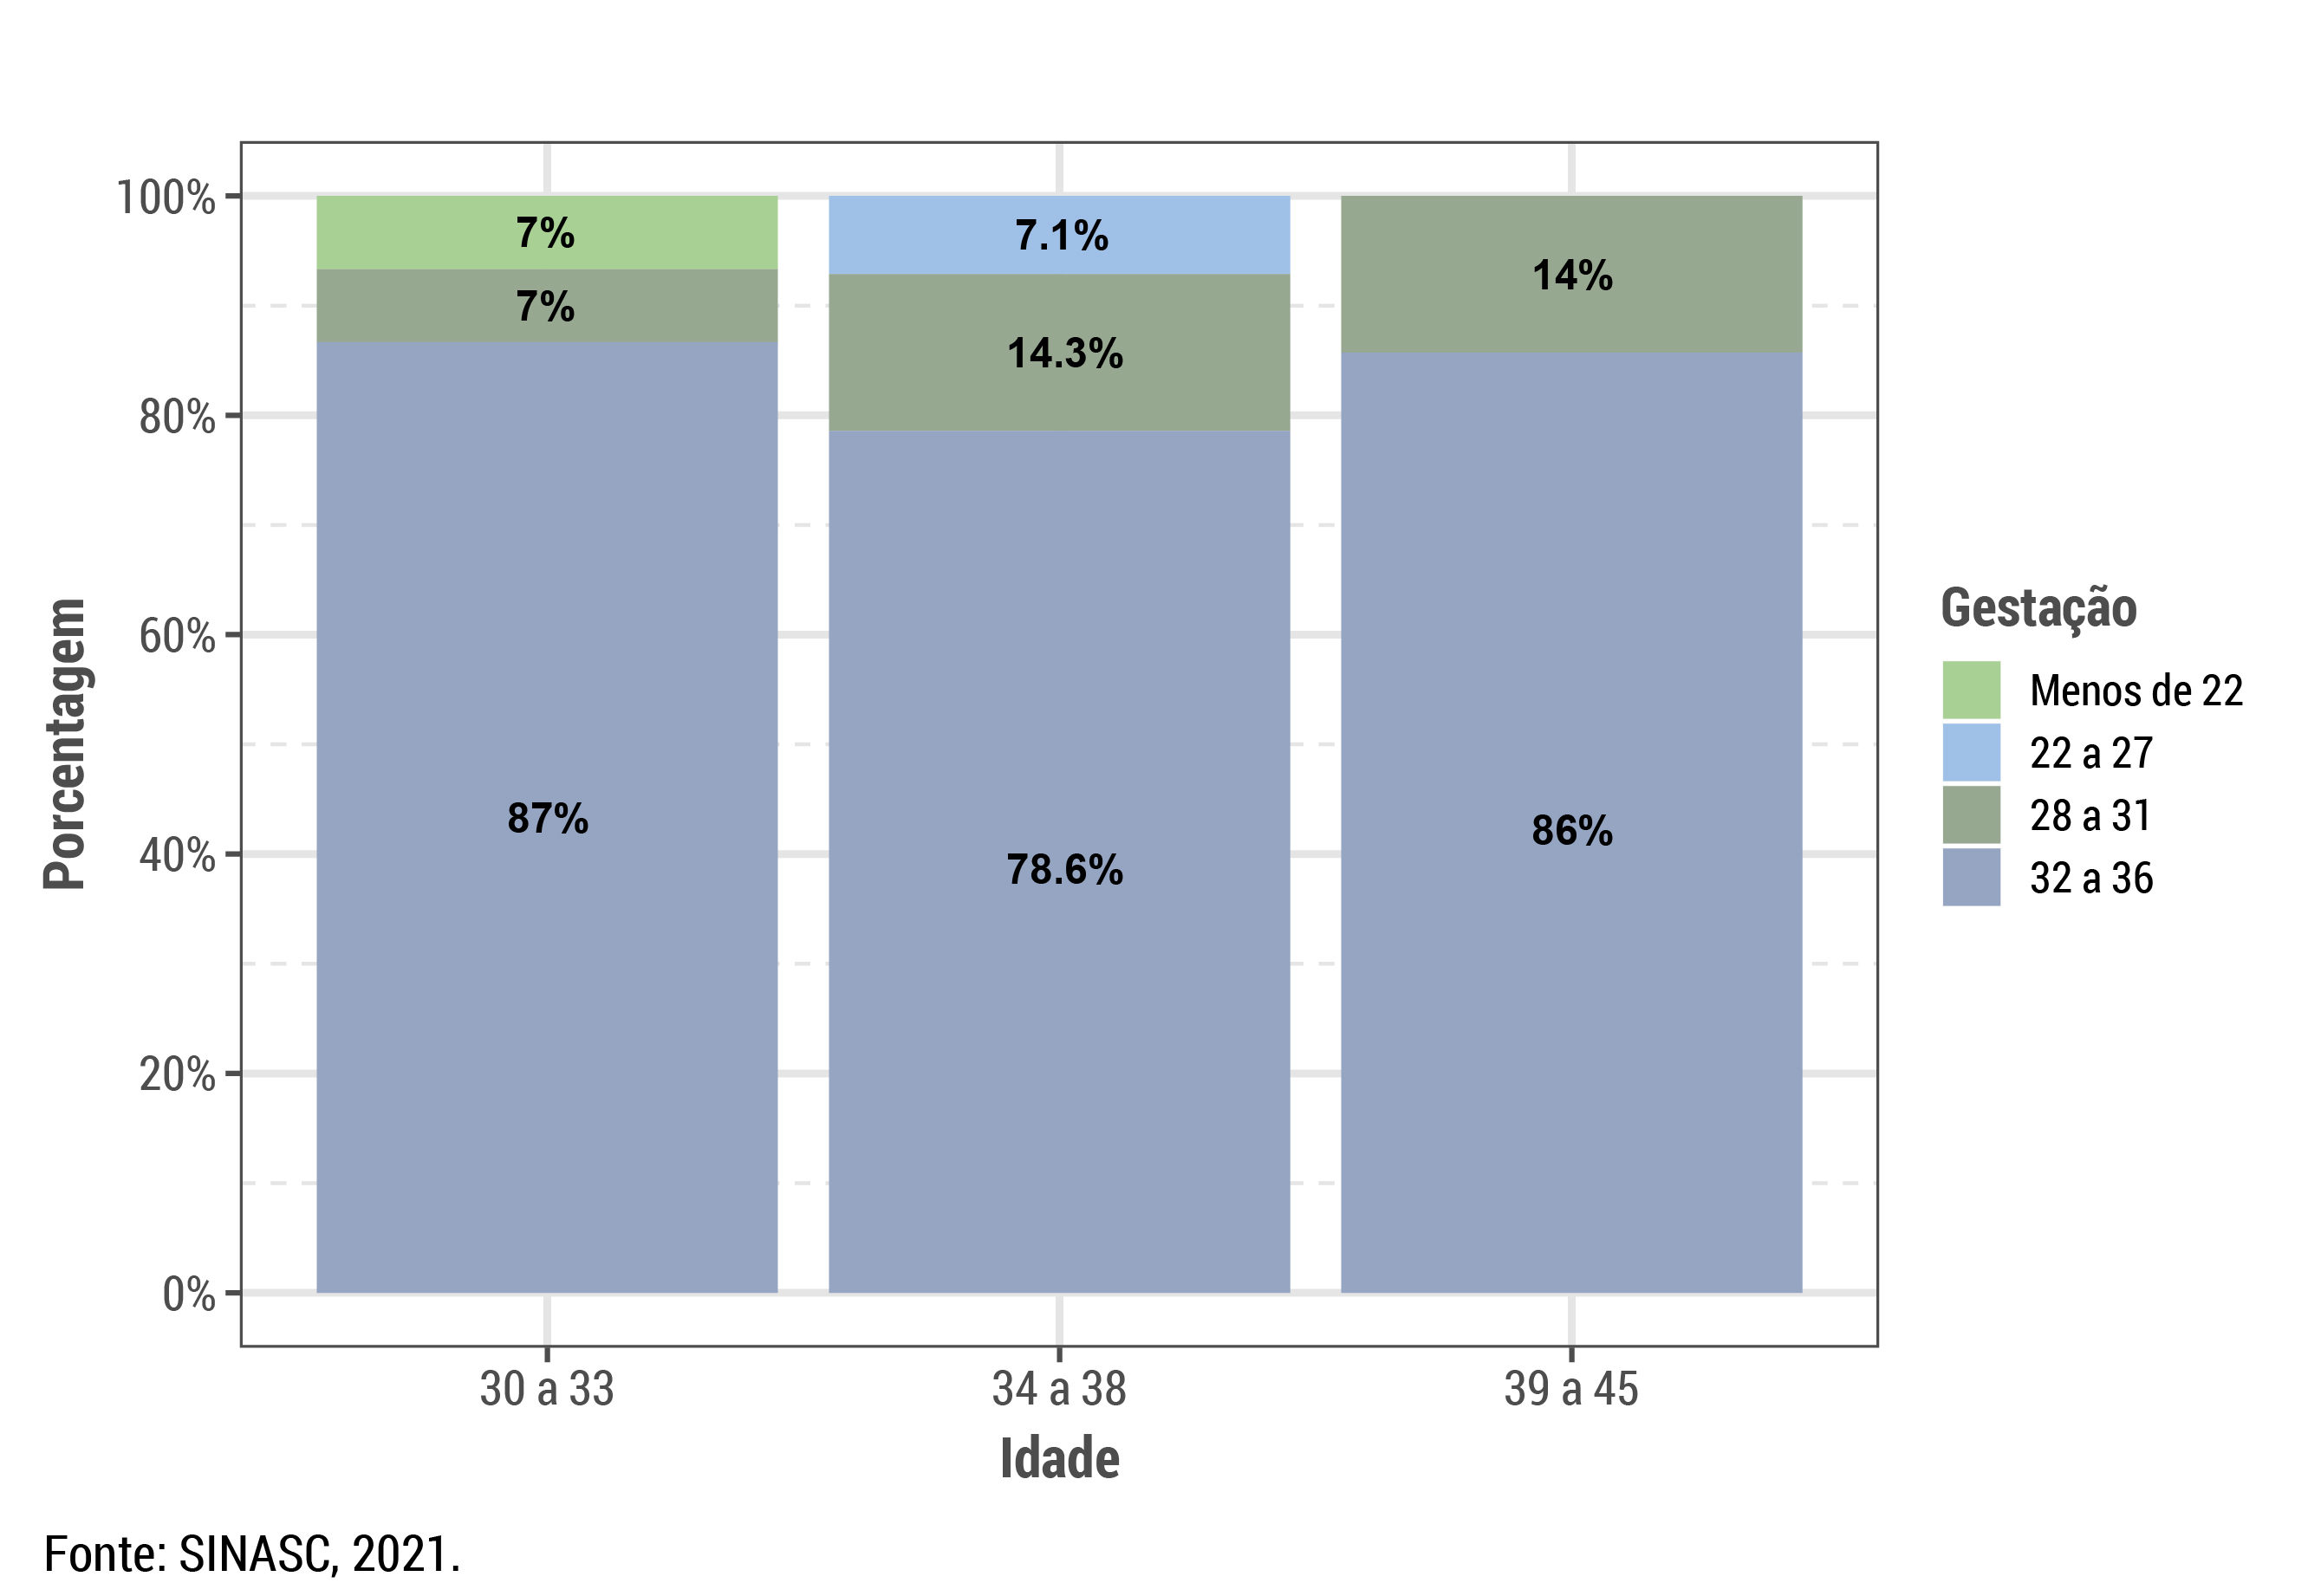 100%
80%
60%
40%
20%
0%
Porcentagem
7%
7%
87%
7.1%
14.3%
78.6%
14%
86%
30 a 33
34 a 38
39 a 45
Idade
Gestação
Menos de 22
22 a 27
28 a 31
32 a 36
Fonte: SINASC, 2021.